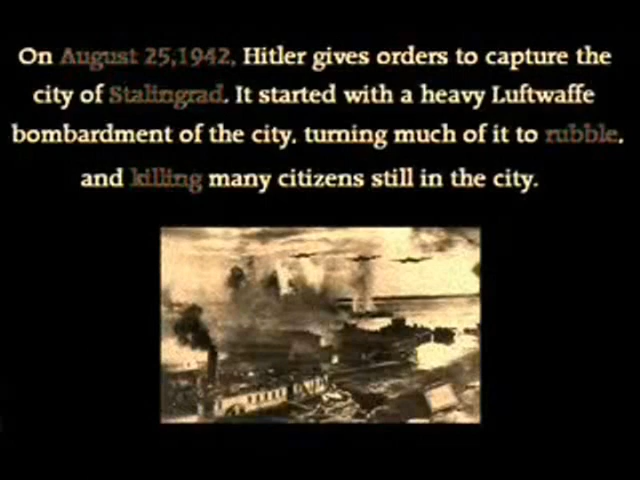 On August 25,1942, Hitler gives orders to capture the
city of Stalingrad. It started with a heavy Luftwaffe
bombardment of the city, turning much of it to rubble,
and killing many citizens still in the city.